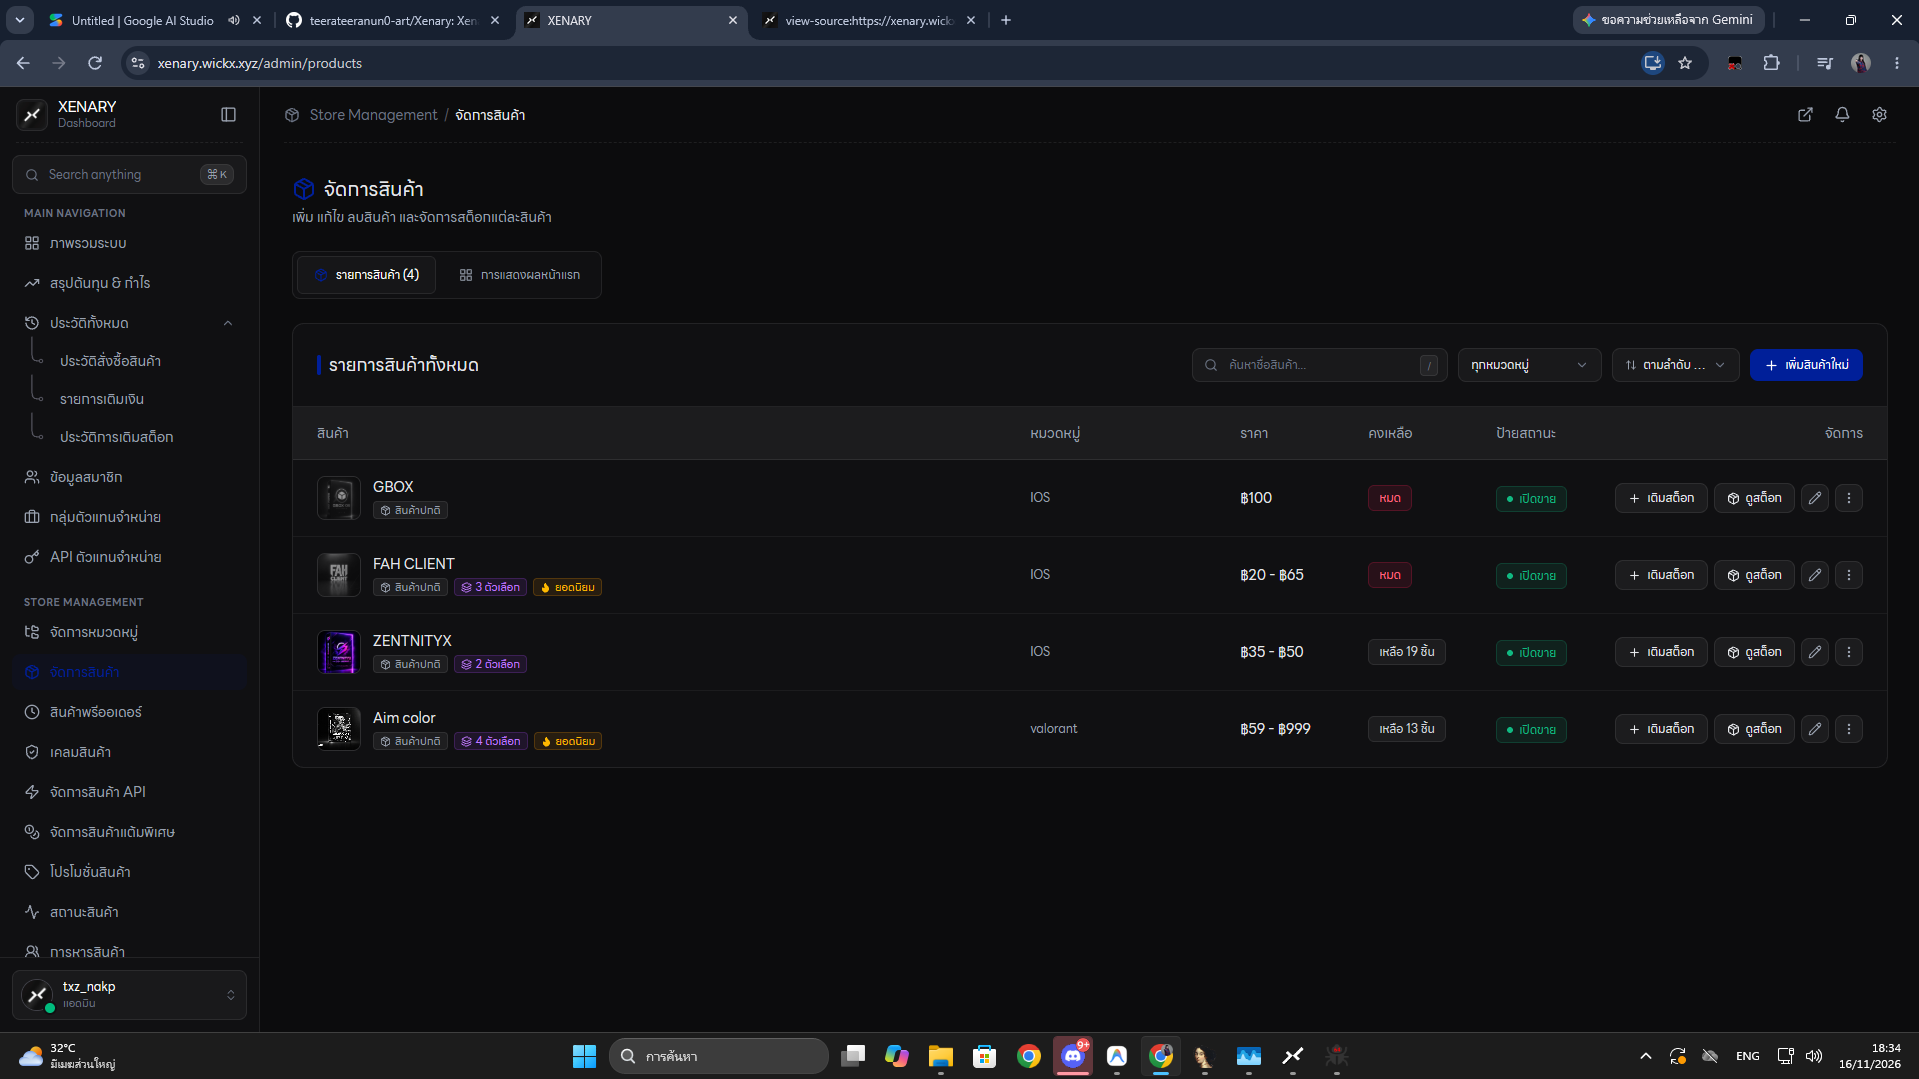 Untitled | Google AI Studio
teerateeranun0-art/Xenary: Xen
XENARY
view-source:https://xenary.wick
ขอความช่วยเหลือจาก Gemini
xenary.wickx.xyz/admin/products
XENARY
Dashboard
Search anything
⌘ K
MAIN NAVIGATION
ภาพรวมระบบ
สรุปต้นทุน & กำไร
ประวัติทั้งหมด
ประวัติสั่งซื้อสินค้า
รายการเติมเงิน
ประวัติการเติมสต็อก
ข้อมูลสมาชิก
กลุ่มตัวแทนจำหน่าย
API ตัวแทนจำหน่าย
STORE MANAGEMENT
จัดการหมวดหมู่
จัดการสินค้า
สินค้าพรีออเดอร์
เคลมสินค้า
จัดการสินค้า API
จัดการสินค้าแต้มพิเศษ
โปรโมชั่นสินค้า
สถานะสินค้า
การหารสินค้า
txz_nakp
แอดมิน
Store Management / จัดการสินค้า
จัดการสินค้า
เพิ่ม แก้ไข ลบสินค้า และจัดการสต็อกแต่ละสินค้า
รายการสินค้า (4)
การแสดงผลหน้าแรก
รายการสินค้าทั้งหมด
ค้นหาชื่อสินค้า...
/
ทุกหมวดหมู่
ตามลำดับ ...
เพิ่มสินค้าใหม่
สินค้า หมวดหมู่ ราคา คงเหลือ ป้ายสถานะ จัดการ
GBOX
สินค้าปกติ
IOS ฿100 หมด เปิดขาย เติมสต็อก ดูสต็อก
FAH CLIENT
สินค้าปกติ 3 ตัวเลือก ยอดนิยม
IOS ฿20 - ฿65 หมด เปิดขาย เติมสต็อก ดูสต็อก
ZENTNITYX
สินค้าปกติ 2 ตัวเลือก
IOS ฿35 - ฿50 เหลือ 19 ชิ้น เปิดขาย เติมสต็อก ดูสต็อก
Aim color
สินค้าปกติ 4 ตัวเลือก ยอดนิยม
valorant ฿59 - ฿999 เหลือ 13 ชิ้น เปิดขาย เติมสต็อก ดูสต็อก
32°C
มีเมฆส่วนใหญ่
การค้นหา
9+
ENG
18:34
16/11/2026